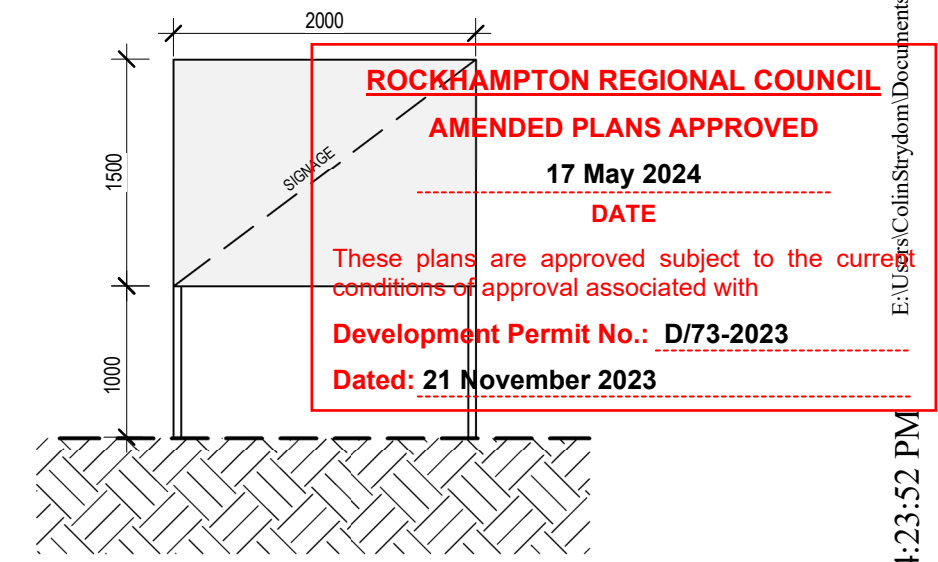 2000
1500
1000
SIGNAGE
ROCKHAMPTON REGIONAL COUNCIL
AMENDED PLANS APPROVED
17 May 2024
DATE
These plans are approved subject to the current
conditions of approval associated with
Development Permit No.: D/73-2023
Dated: 21 November 2023
E:\Users\ColinStrydom\Documents
4:23:52 PM